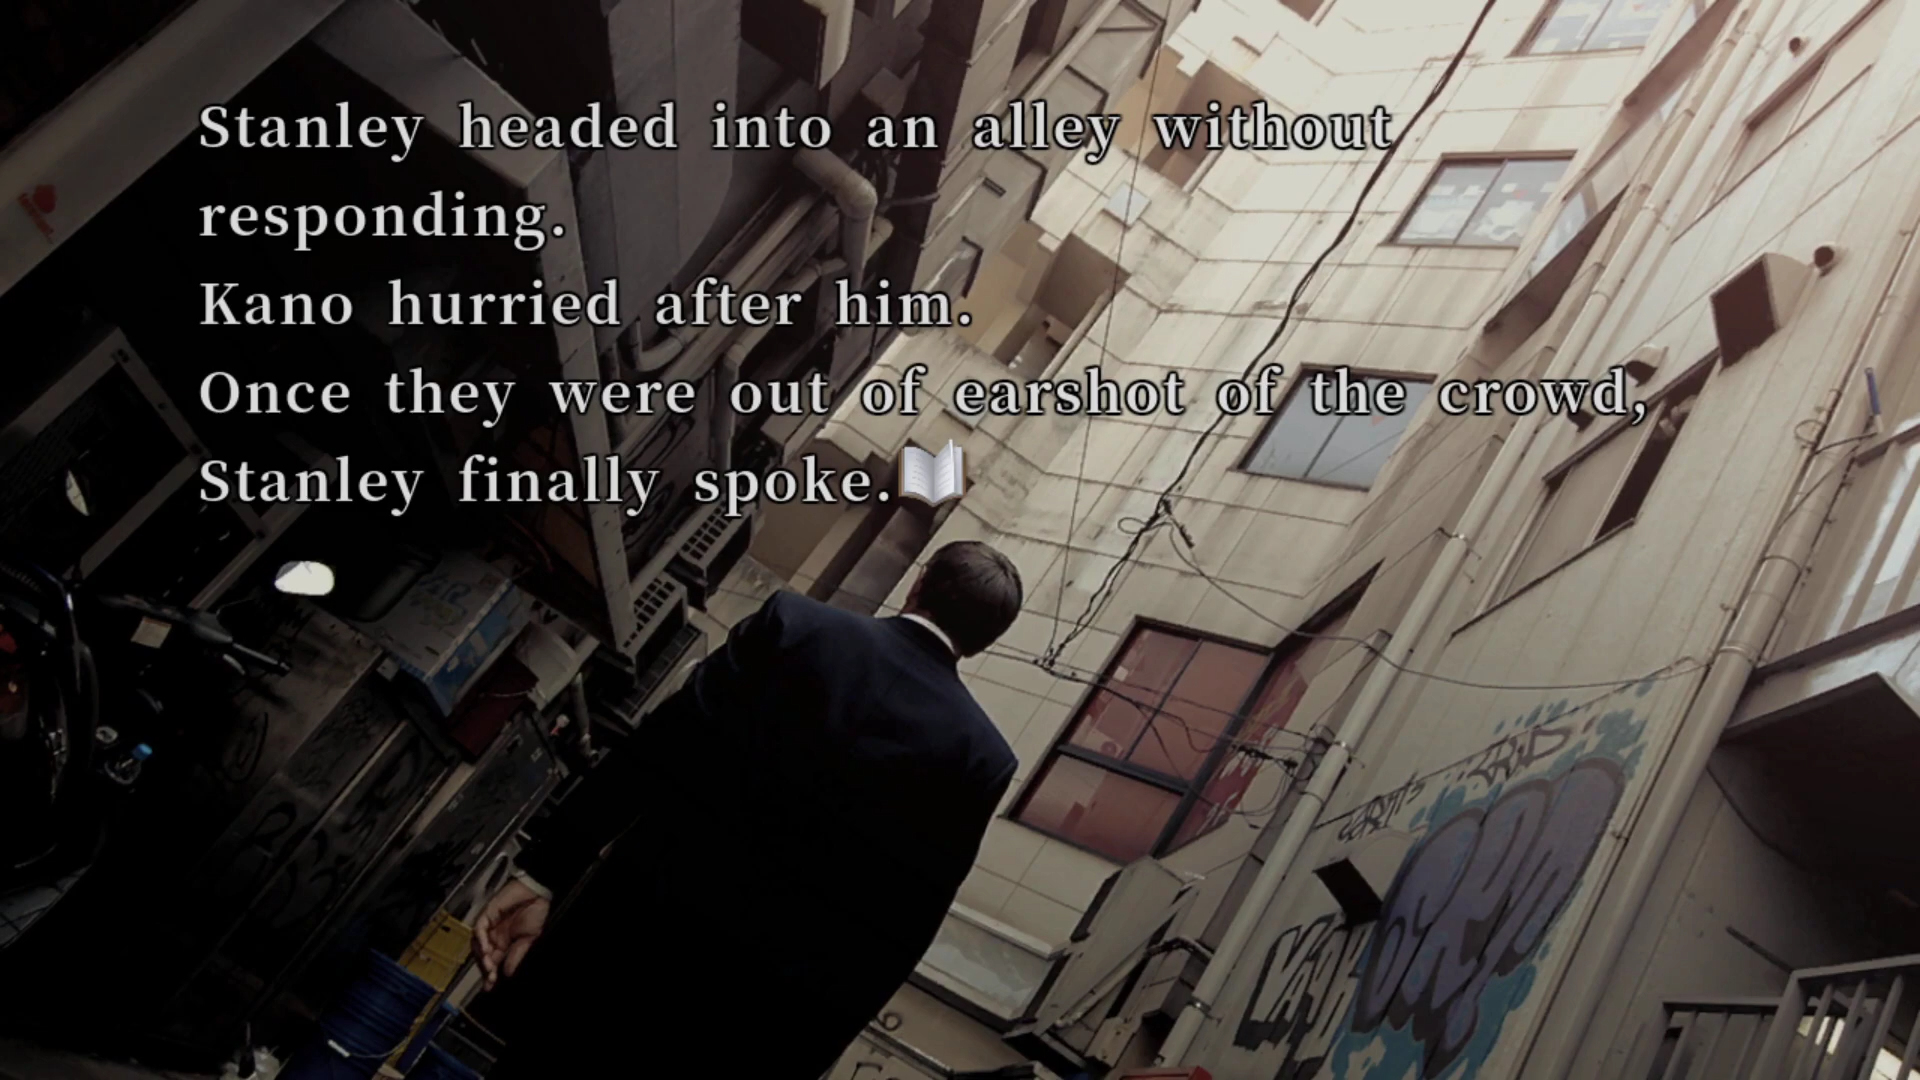 Stanley headed into an alley without
responding.
Kano hurried after him.
Once they were out of earshot of the crowd,
Stanley finally spoke.